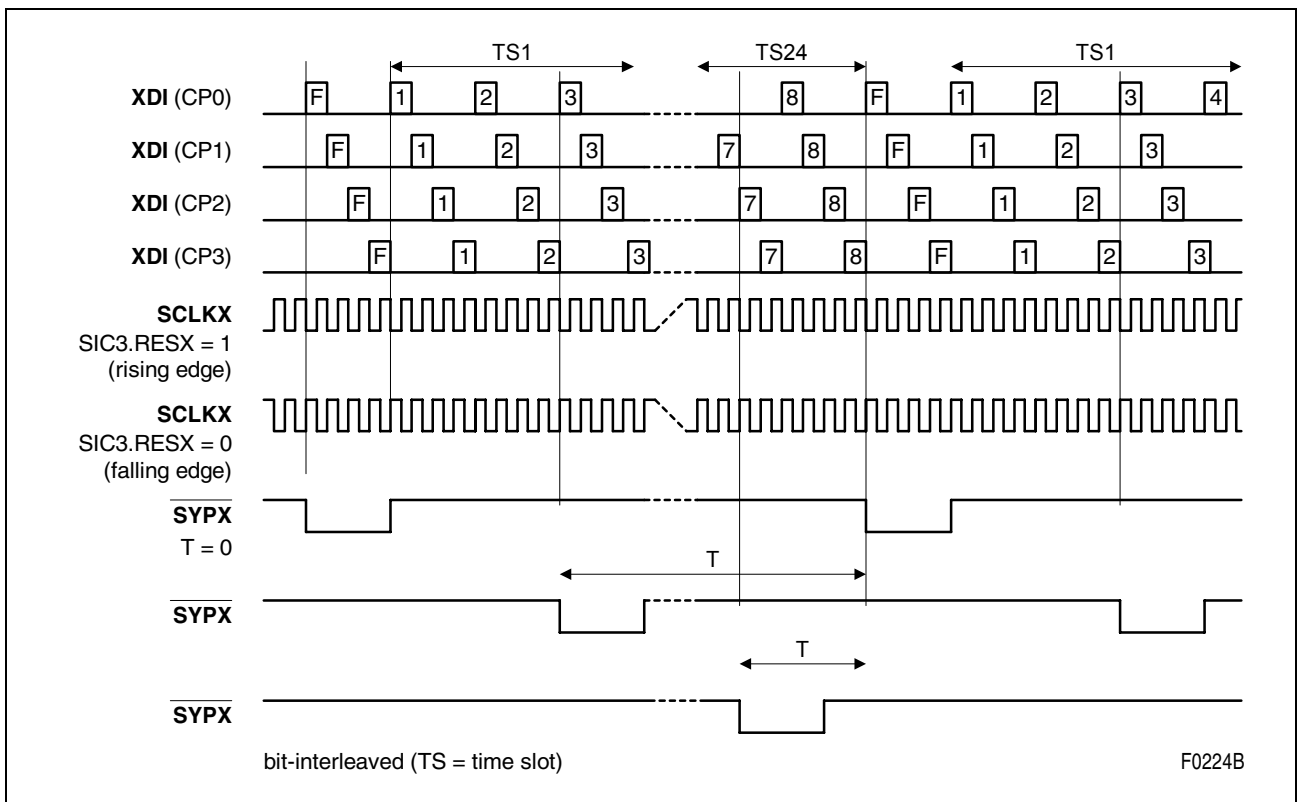 TS1 TS24 TS1
XDI (CP0) F 1 2 3 8 F 1 2 3 4
XDI (CP1) F 1 2 3 7 8 F 1 2 3
XDI (CP2) F 1 2 3 7 8 F 1 2 3
XDI (CP3) F 1 2 3 7 8 F 1 2 3
SCLKX
SIC3.RESX = 1
(rising edge)
SCLKX
SIC3.RESX = 0
(falling edge)
SYPX
T = 0
T
SYPX
T
SYPX
bit-interleaved (TS = time slot) F0224B